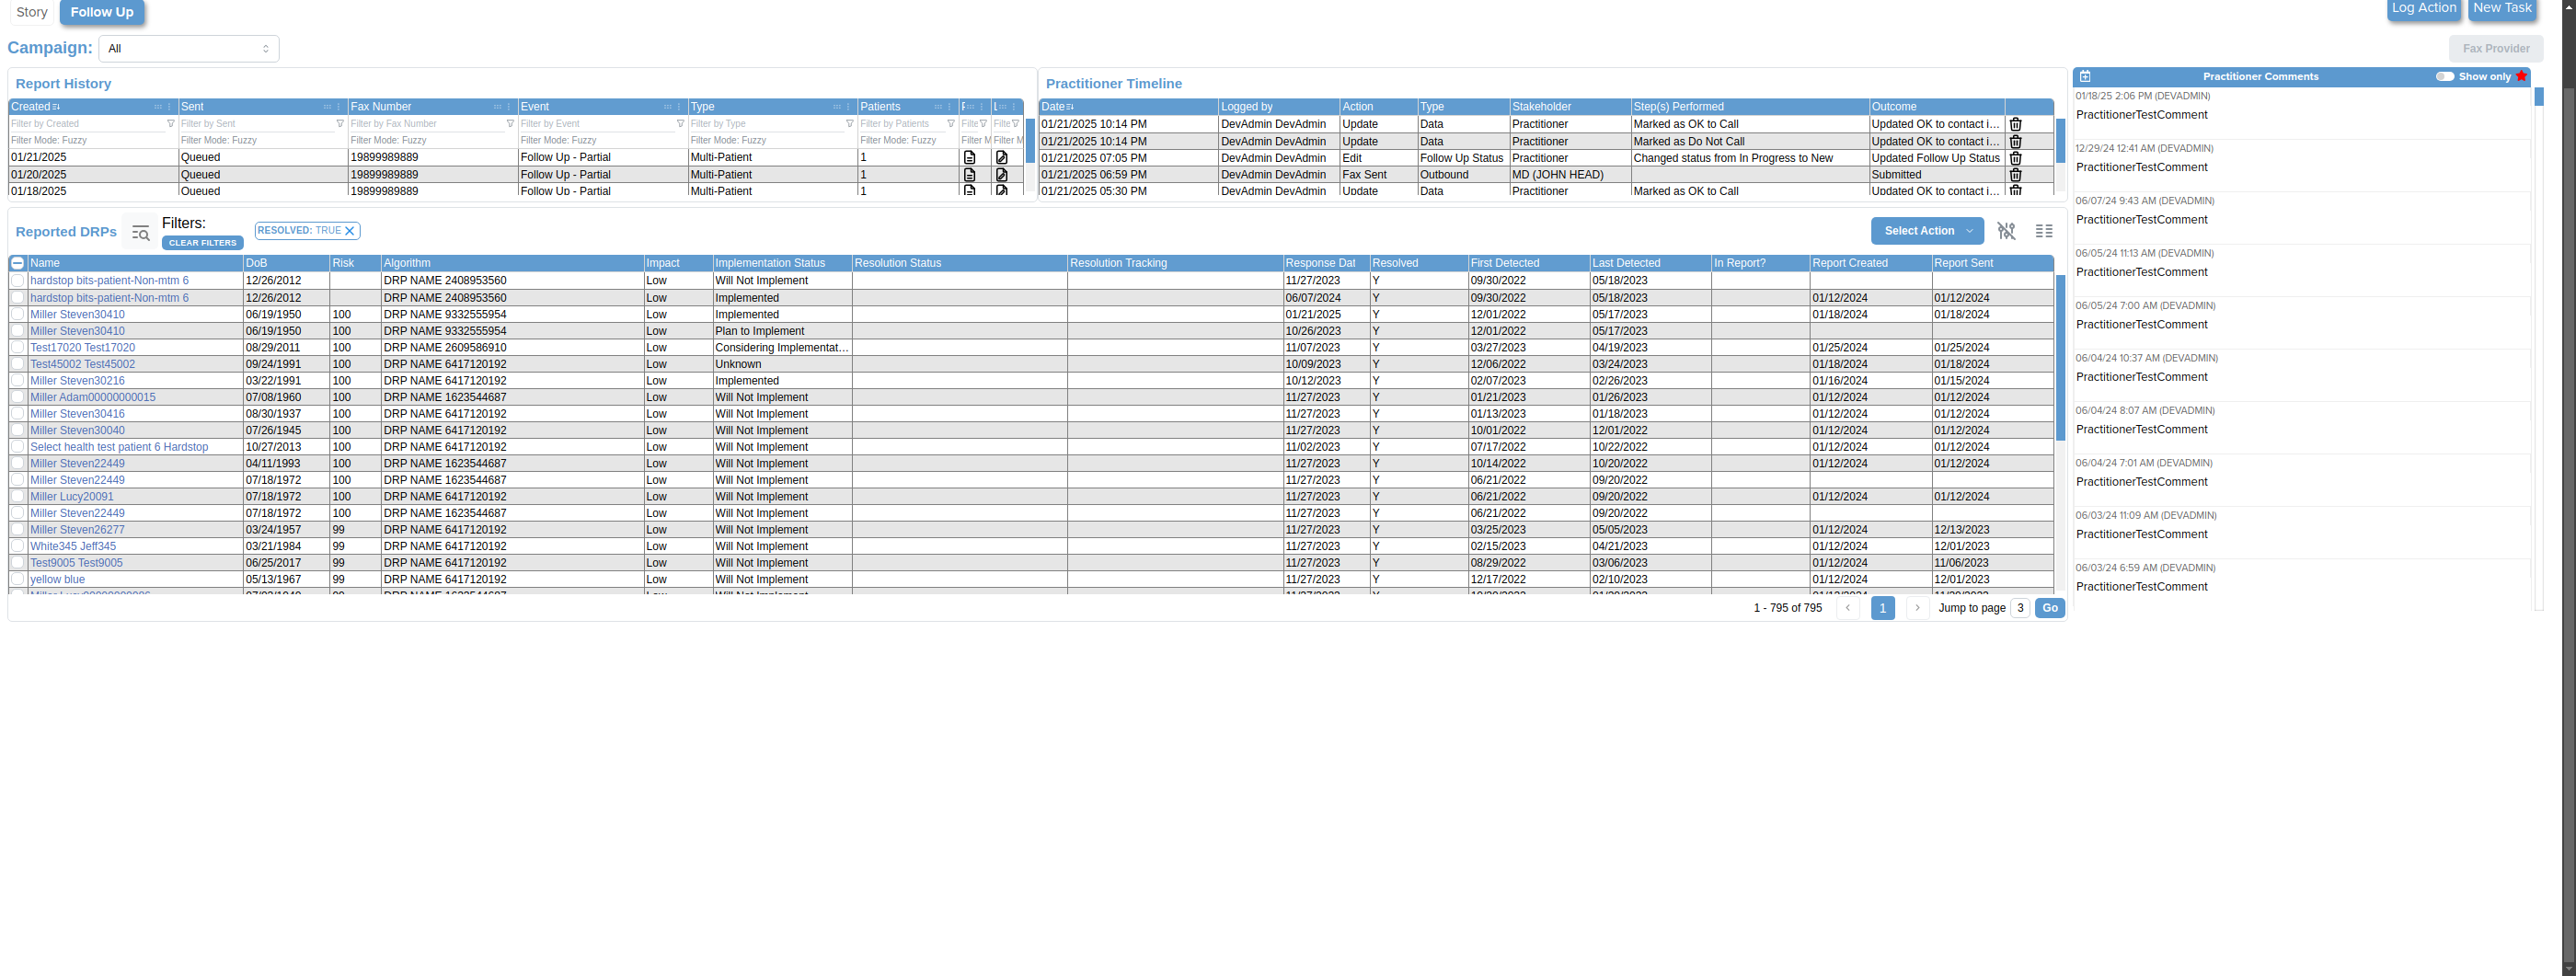 Story Follow Up Log Action New Task
Campaign: All Fax Provider
Report History
Created Sent Fax Number Event Type Patients
Filter by Created Filter by Sent Filter by Fax Number Filter by Event Filter by Type Filter by Patients Filte Filte
Filter Mode: Fuzzy Filter Mode: Fuzzy Filter Mode: Fuzzy Filter Mode: Fuzzy Filter Mode: Fuzzy Filter Mode: Fuzzy Filter M Filter M
01/21/2025 Queued 19899989889 Follow Up - Partial Multi-Patient 1
01/20/2025 Queued 19899989889 Follow Up - Partial Multi-Patient 1
01/18/2025 Queued 19899989889 Follow Up - Partial Multi-Patient 1
Practitioner Timeline
Date Logged by Action Type Stakeholder Step(s) Performed Outcome
01/21/2025 10:14 PM DevAdmin DevAdmin Update Data Practitioner Marked as OK to Call Updated OK to contact i...
01/21/2025 10:14 PM DevAdmin DevAdmin Update Data Practitioner Marked as Do Not Call Updated OK to contact i...
01/21/2025 07:05 PM DevAdmin DevAdmin Edit Follow Up Status Practitioner Changed status from In Progress to New Updated Follow Up Status
01/21/2025 06:59 PM DevAdmin DevAdmin Fax Sent Outbound MD (JOHN HEAD) Submitted
01/21/2025 05:30 PM DevAdmin DevAdmin Update Data Practitioner Marked as OK to Call Updated OK to contact i...
Reported DRPs Filters: CLEAR FILTERS RESOLVED: TRUE Select Action
Name DoB Risk Algorithm Impact Implementation Status Resolution Status Resolution Tracking Response Dat Resolved First Detected Last Detected In Report? Report Created Report Sent
hardstop bits-patient-Non-mtm 6 12/26/2012 DRP NAME 2408953560 Low Will Not Implement 11/27/2023 Y 09/30/2022 05/18/2023
hardstop bits-patient-Non-mtm 6 12/26/2012 DRP NAME 2408953560 Low Implemented 06/07/2024 Y 09/30/2022 05/18/2023 01/12/2024 01/12/2024
Miller Steven30410 06/19/1950 100 DRP NAME 9332555954 Low Implemented 01/21/2025 Y 12/01/2022 05/17/2023 01/18/2024 01/18/2024
Miller Steven30410 06/19/1950 100 DRP NAME 9332555954 Low Plan to Implement 10/26/2023 Y 12/01/2022 05/17/2023
Test17020 Test17020 08/29/2011 100 DRP NAME 2609586910 Low Considering Implementat... 11/07/2023 Y 03/27/2023 04/19/2023 01/25/2024 01/25/2024
Test45002 Test45002 09/24/1991 100 DRP NAME 6417120192 Low Unknown 10/09/2023 Y 12/06/2022 03/24/2023 01/18/2024 01/18/2024
Miller Steven30216 03/22/1991 100 DRP NAME 6417120192 Low Implemented 10/12/2023 Y 02/07/2023 02/26/2023 01/16/2024 01/15/2024
Miller Adam00000000015 07/08/1960 100 DRP NAME 1623544687 Low Will Not Implement 11/27/2023 Y 01/21/2023 01/26/2023 01/12/2024 01/12/2024
Miller Steven30416 08/30/1937 100 DRP NAME 6417120192 Low Will Not Implement 11/27/2023 Y 01/13/2023 01/18/2023 01/12/2024 01/12/2024
Miller Steven30040 07/26/1945 100 DRP NAME 6417120192 Low Will Not Implement 11/27/2023 Y 10/01/2022 12/01/2022 01/12/2024 01/12/2024
Select health test patient 6 Hardstop 10/27/2013 100 DRP NAME 6417120192 Low Will Not Implement 11/02/2023 Y 07/17/2022 10/22/2022 01/12/2024 01/12/2024
Miller Steven22449 04/11/1993 100 DRP NAME 1623544687 Low Will Not Implement 11/27/2023 Y 10/14/2022 10/20/2022 01/12/2024 01/12/2024
Miller Steven22449 07/18/1972 100 DRP NAME 1623544687 Low Will Not Implement 11/27/2023 Y 06/21/2022 09/20/2022
Miller Lucy20091 07/18/1972 100 DRP NAME 6417120192 Low Will Not Implement 11/27/2023 Y 06/21/2022 09/20/2022 01/12/2024 01/12/2024
Miller Steven22449 07/18/1972 100 DRP NAME 1623544687 Low Will Not Implement 11/27/2023 Y 06/21/2022 09/20/2022
Miller Steven26277 03/24/1957 99 DRP NAME 6417120192 Low Will Not Implement 11/27/2023 Y 03/25/2023 05/05/2023 01/12/2024 12/13/2023
White345 Jeff345 03/21/1984 99 DRP NAME 6417120192 Low Will Not Implement 11/27/2023 Y 02/15/2023 04/21/2023 01/12/2024 12/01/2023
Test9005 Test9005 06/25/2017 99 DRP NAME 6417120192 Low Will Not Implement 11/27/2023 Y 08/29/2022 03/06/2023 01/12/2024 11/06/2023
yellow blue 05/13/1967 99 DRP NAME 6417120192 Low Will Not Implement 11/27/2023 Y 12/17/2022 02/10/2023 01/12/2024 12/01/2023
1 - 795 of 795 1 Jump to page 3 Go
Practitioner Comments Show only
01/18/25 2:06 PM (DEVADMIN)
PractitionerTestComment
12/29/24 12:41 AM (DEVADMIN)
PractitionerTestComment
06/07/24 9:43 AM (DEVADMIN)
PractitionerTestComment
06/05/24 11:13 AM (DEVADMIN)
PractitionerTestComment
06/05/24 7:00 AM (DEVADMIN)
PractitionerTestComment
06/04/24 10:37 AM (DEVADMIN)
PractitionerTestComment
06/04/24 8:07 AM (DEVADMIN)
PractitionerTestComment
06/04/24 7:01 AM (DEVADMIN)
PractitionerTestComment
06/03/24 11:09 AM (DEVADMIN)
PractitionerTestComment
06/03/24 6:59 AM (DEVADMIN)
PractitionerTestComment